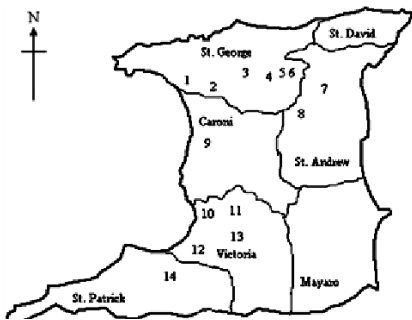 N
St. David
St. George
1 2 3 4 5 6
7
8
Caroni
9
St. Andrew
10 11
12 13
Victoria
14
St. Patrick
Mayaro